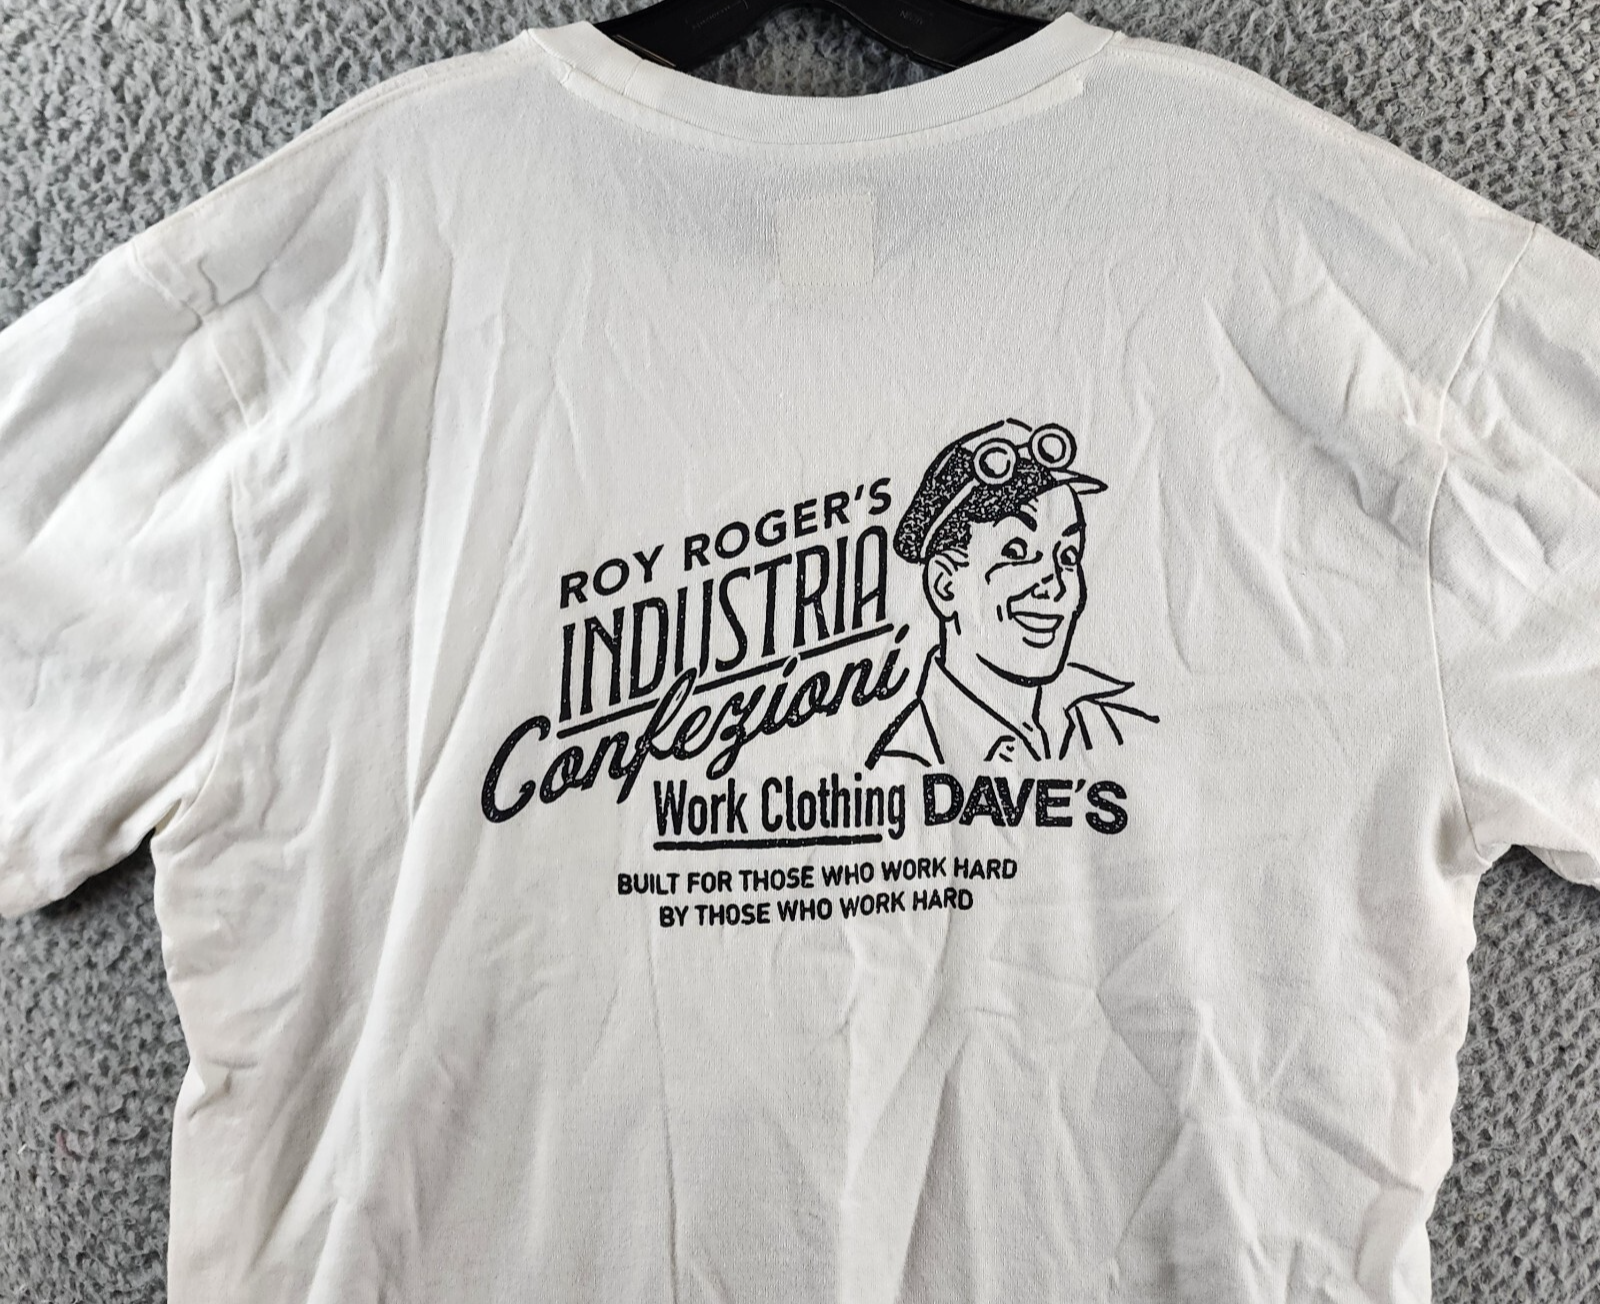 ROY ROGER'S
INDUSTRIA
Confezioni
Work Clothing DAVE'S
BUILT FOR THOSE WHO WORK HARD
BY THOSE WHO WORK HARD